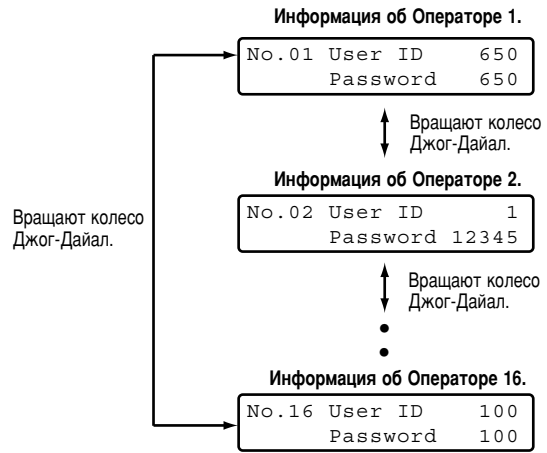 Информация об Операторе 1.
No.01 User ID 650
Password 650
Вращают колесо
Джог-Дайал.
Информация об Операторе 2.
No.02 User ID 1
Password 12345
Вращают колесо
Джог-Дайал.
Вращают колесо
Джог-Дайал.
Информация об Операторе 16.
No.16 User ID 100
Password 100